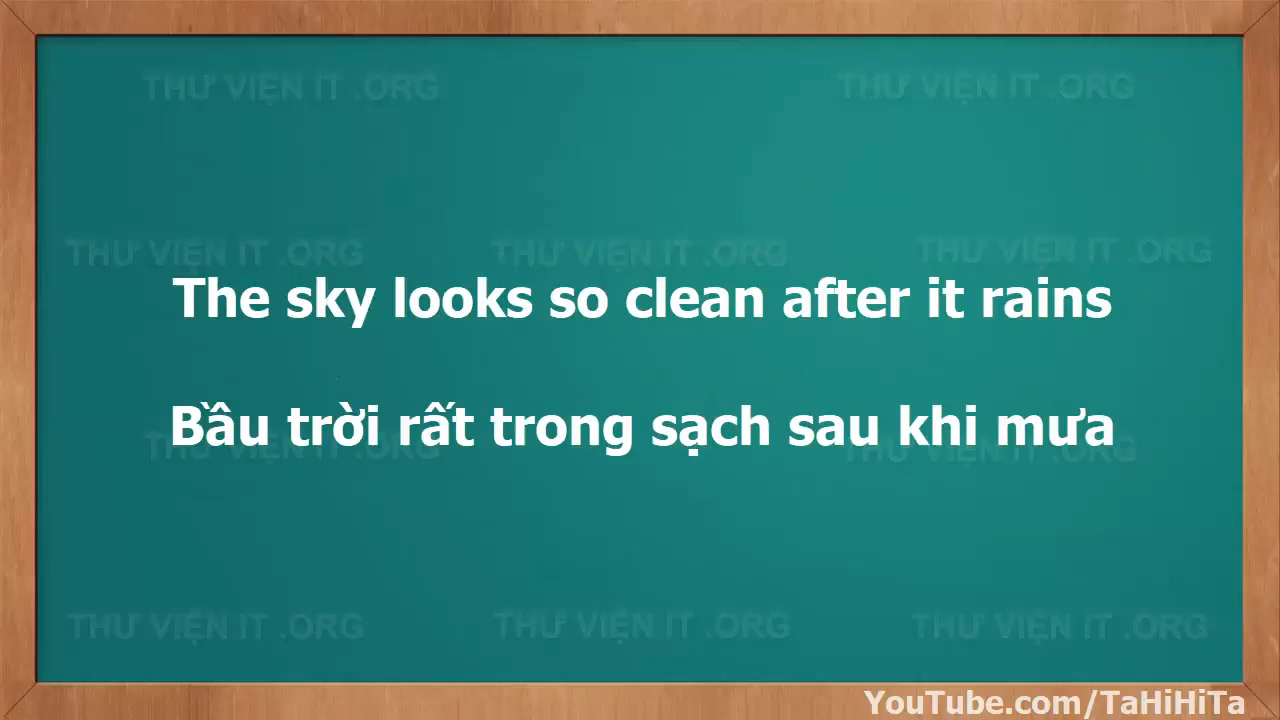 THƯ VIỆN IT .ORG THƯ VIỆN IT .ORG
THƯ VIỆN IT .ORG THƯ VIỆN IT .ORG THƯ VIỆN IT .ORG
The sky looks so clean after it rains
Bầu trời rất trong sạch sau khi mưa
THƯ VIỆN IT .ORG THƯ VIỆN IT .ORG
THƯ VIỆN IT .ORG THƯ VIỆN IT .ORG THƯ VIỆN IT .ORG
YouTube.com/TaHiHiTa